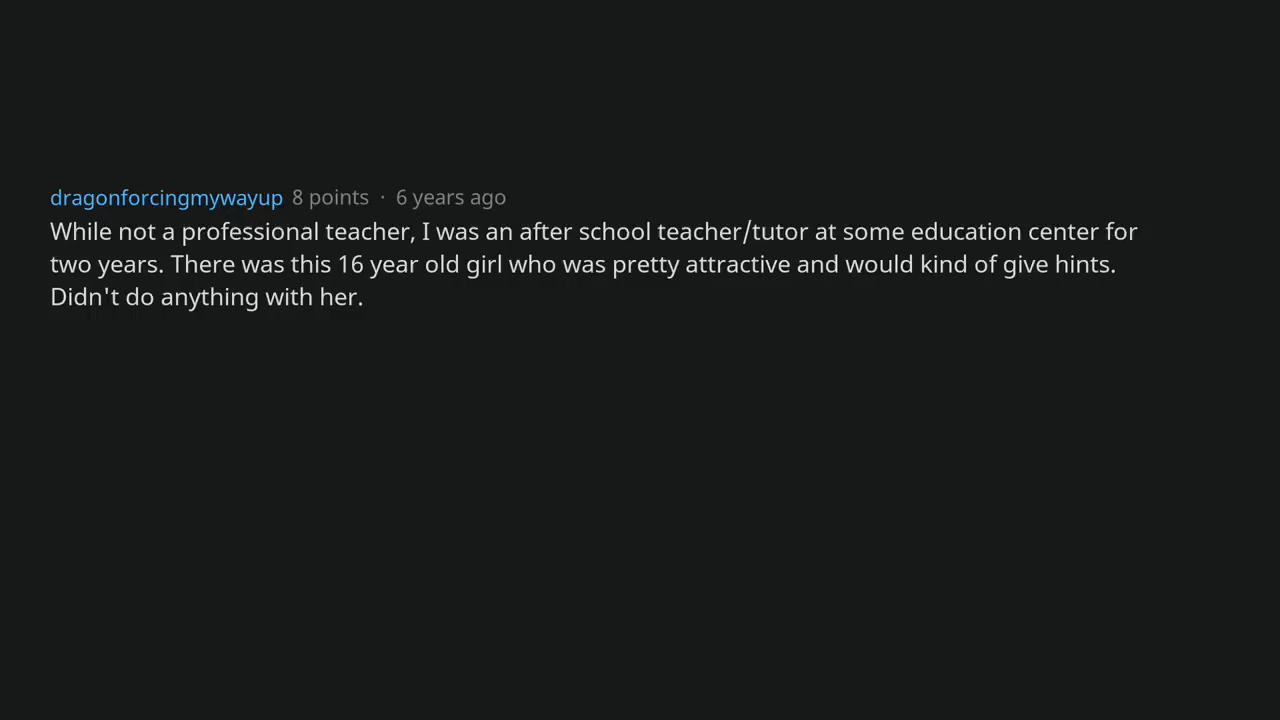 dragonforcingmywayup 8 points · 6 years ago
While not a professional teacher, I was an after school teacher/tutor at some education center for
two years. There was this 16 year old girl who was pretty attractive and would kind of give hints.
Didn't do anything with her.